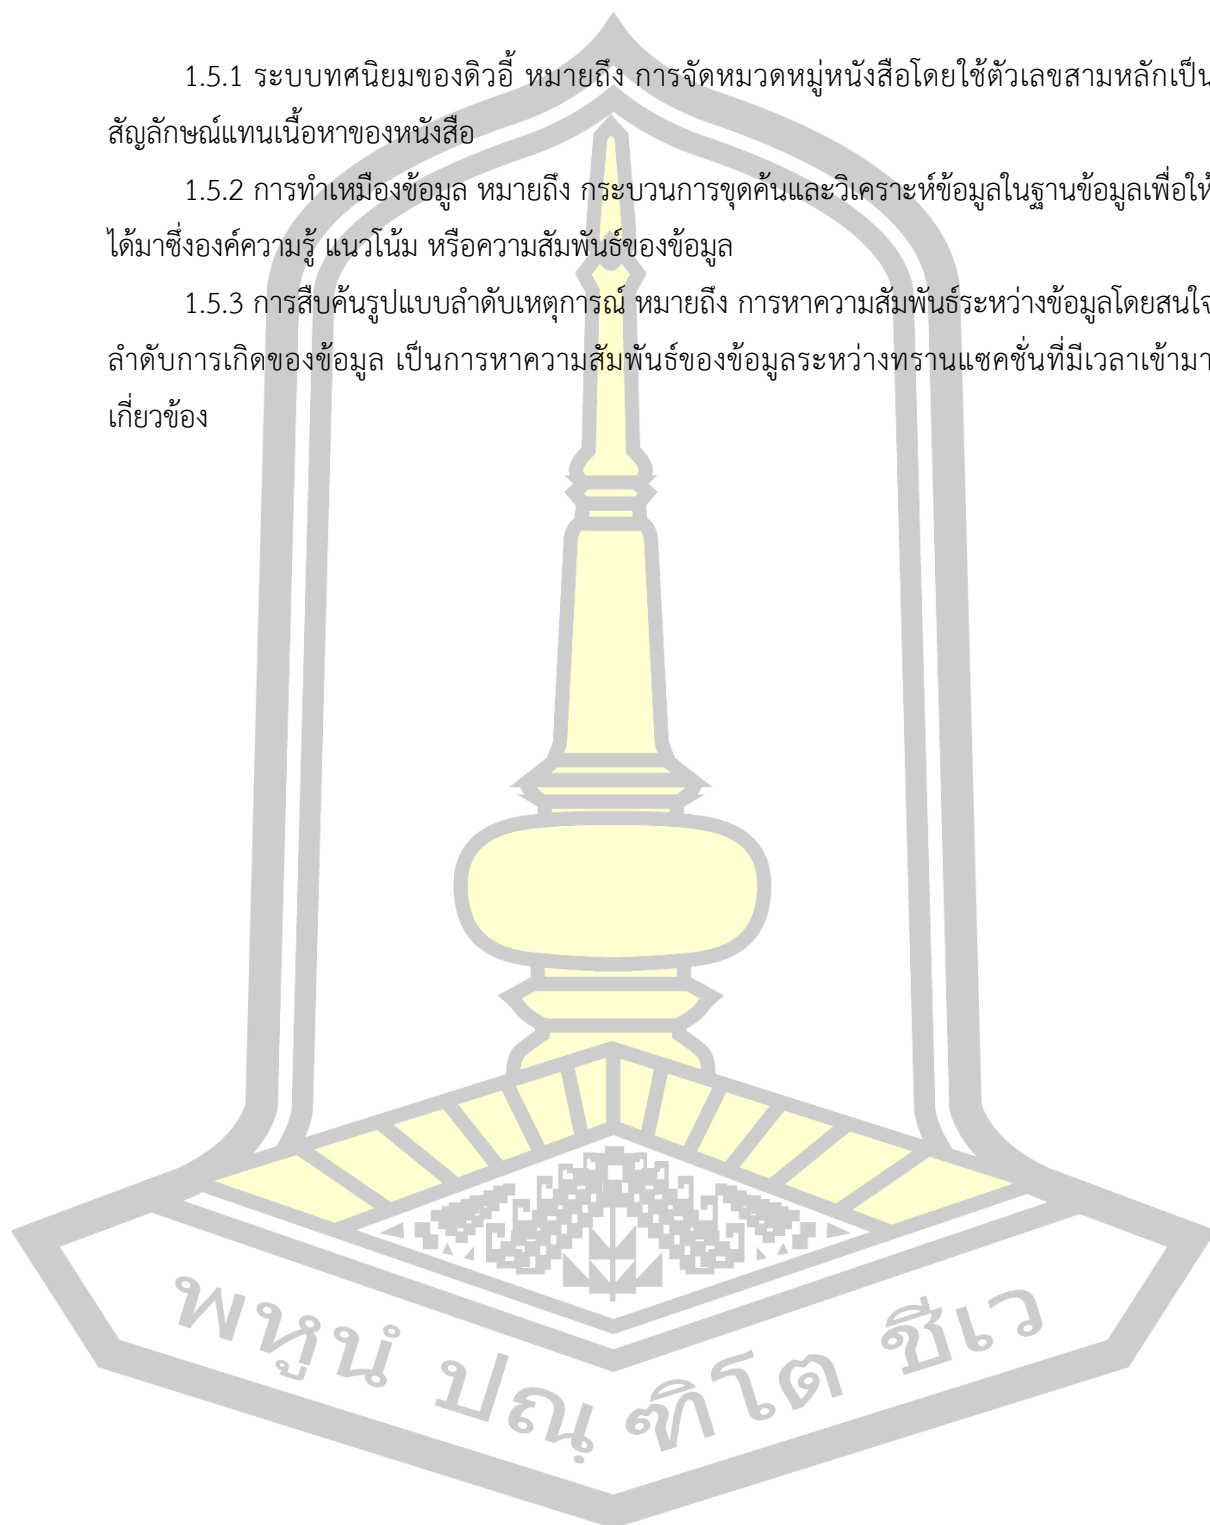 1.5.1 ระบบทศนิยมของดิวอี้ หมายถึง การจัดหมวดหมู่หนังสือโดยใช้ตัวเลขสามหลักเป็น
สัญลักษณ์แทนเนื้อหาของหนังสือ
1.5.2 การทำเหมืองข้อมูล หมายถึง กระบวนการขุดค้นและวิเคราะห์ข้อมูลในฐานข้อมูลเพื่อให้
ได้มาซึ่งองค์ความรู้ แนวโน้ม หรือความสัมพันธ์ของข้อมูล
1.5.3 การสืบค้นรูปแบบลำดับเหตุการณ์ หมายถึง การหาความสัมพันธ์ระหว่างข้อมูลโดยสนใจ
ลำดับการเกิดของข้อมูล เป็นการหาความสัมพันธ์ของข้อมูลระหว่างทรานแซคชั่นที่มีเวลาเข้ามา
เกี่ยวข้อง
พหูนํ ปณฺ ฑิโต ชีเว